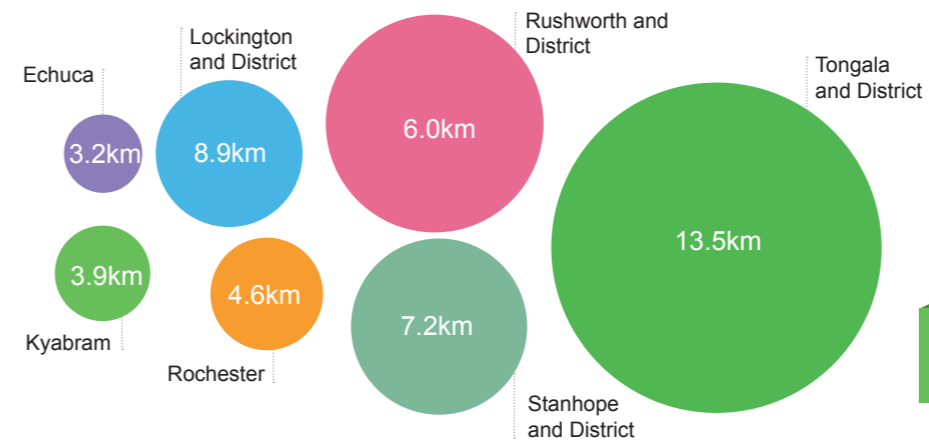 Echuca
3.2km
Lockington
and District
8.9km
Rushworth and
District
6.0km
Tongala
and District
13.5km
3.9km
Kyabram
4.6km
Rochester
7.2km
Stanhope
and District